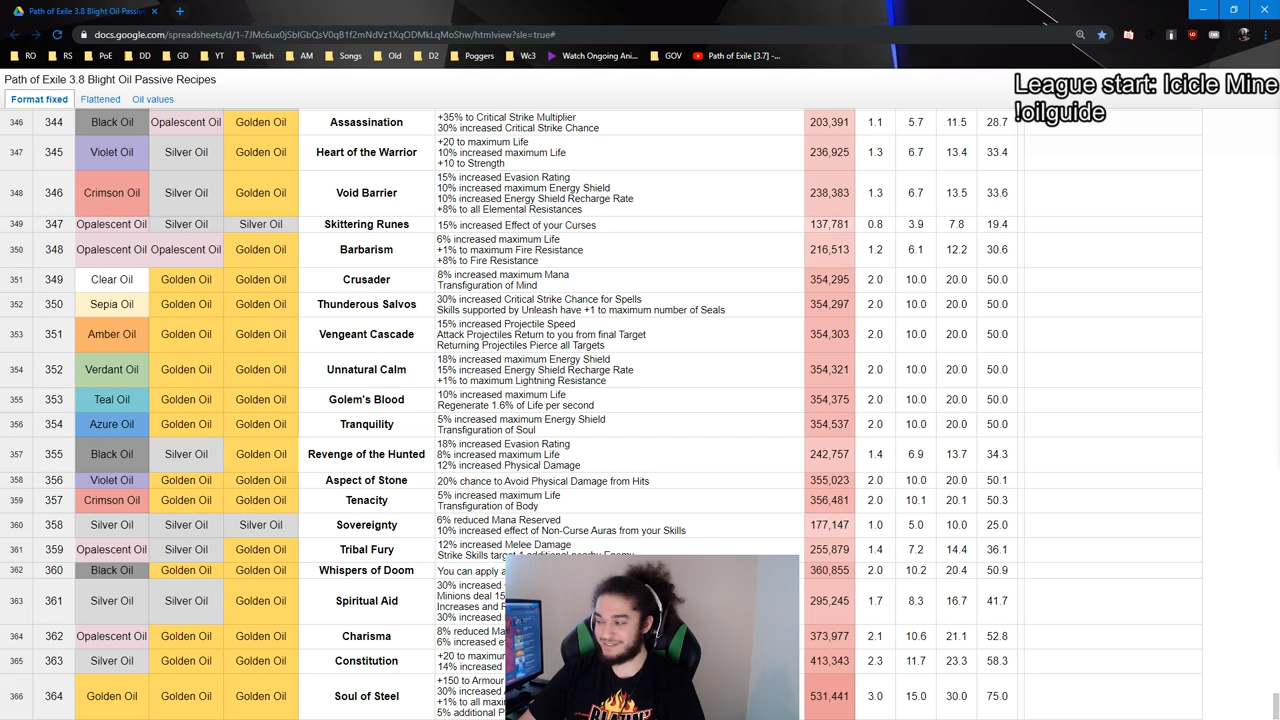 Path of Exile 3.8 Blight Oil Passive
docs.google.com/spreadsheets/d/1-7JMc6ux0jSbIGbQsV0qB1f2mNdVz1XqODMkLqMoShw/htmlview?sle=true#
RO RS PoE DD GD YT Twitch AM Songs Old D2 Poggers Wc3 Watch Ongoing Ani... GOV Path of Exile [3.7] -...
Path of Exile 3.8 Blight Oil Passive Recipes
League start: Icicle Mine
!oilguide
Format fixed Flattened Oil values
346 344 Black Oil Opalescent Oil Golden Oil Assassination +35% to Critical Strike Multiplier 203,391 1.1 5.7 11.5 28.7
30% increased Critical Strike Chance
347 345 Violet Oil Silver Oil Golden Oil Heart of the Warrior +20 to maximum Life 236,925 1.3 6.7 13.4 33.4
10% increased maximum Life
+10 to Strength
348 346 Crimson Oil Silver Oil Golden Oil Void Barrier 15% increased Evasion Rating 238,383 1.3 6.7 13.5 33.6
10% increased maximum Energy Shield
10% increased Energy Shield Recharge Rate
+8% to all Elemental Resistances
349 347 Opalescent Oil Silver Oil Silver Oil Skittering Runes 15% increased Effect of your Curses 137,781 0.8 3.9 7.8 19.4
350 348 Opalescent Oil Opalescent Oil Golden Oil Barbarism 6% increased maximum Life 216,513 1.2 6.1 12.2 30.6
+1% to maximum Fire Resistance
+8% to Fire Resistance
351 349 Clear Oil Golden Oil Golden Oil Crusader 8% increased maximum Mana 354,295 2.0 10.0 20.0 50.0
Transfiguration of Mind
352 350 Sepia Oil Golden Oil Golden Oil Thunderous Salvos 30% increased Critical Strike Chance for Spells 354,297 2.0 10.0 20.0 50.0
Skills supported by Unleash have +1 to maximum number of Seals
353 351 Amber Oil Golden Oil Golden Oil Vengeant Cascade 15% increased Projectile Speed 354,303 2.0 10.0 20.0 50.0
Attack Projectiles Return to you from final Target
Returning Projectiles Pierce all Targets
354 352 Verdant Oil Golden Oil Golden Oil Unnatural Calm 18% increased maximum Energy Shield 354,321 2.0 10.0 20.0 50.0
15% increased Energy Shield Recharge Rate
+1% to maximum Lightning Resistance
355 353 Teal Oil Golden Oil Golden Oil Golem's Blood 10% increased maximum Life 354,375 2.0 10.0 20.0 50.0
Regenerate 1.6% of Life per second
356 354 Azure Oil Golden Oil Golden Oil Tranquility 5% increased maximum Energy Shield 354,537 2.0 10.0 20.0 50.0
Transfiguration of Soul
357 355 Black Oil Silver Oil Golden Oil Revenge of the Hunted 18% increased Evasion Rating 242,757 1.4 6.9 13.7 34.3
8% increased maximum Life
12% increased Physical Damage
358 356 Violet Oil Golden Oil Golden Oil Aspect of Stone 20% chance to Avoid Physical Damage from Hits 355,023 2.0 10.0 20.0 50.1
359 357 Crimson Oil Golden Oil Golden Oil Tenacity 5% increased maximum Life 356,481 2.0 10.1 20.1 50.3
Transfiguration of Body
360 358 Silver Oil Silver Oil Silver Oil Sovereignty 6% reduced Mana Reserved 177,147 1.0 5.0 10.0 25.0
10% increased effect of Non-Curse Auras from your Skills
361 359 Opalescent Oil Silver Oil Golden Oil Tribal Fury 12% increased Melee Damage 255,879 1.4 7.2 14.4 36.1
Strike Skills target 1 additional nearby Enemy
362 360 Black Oil Golden Oil Golden Oil Whispers of Doom You can apply a 360,855 2.0 10.2 20.4 50.9
363 361 Silver Oil Silver Oil Golden Oil Spiritual Aid 30% increased 295,245 1.7 8.3 16.7 41.7
Minions deal 15
Increases and R
30% increased
364 362 Opalescent Oil Golden Oil Golden Oil Charisma 8% reduced Ma 373,977 2.1 10.6 21.1 52.8
6% increased e
365 363 Silver Oil Golden Oil Golden Oil Constitution +20 to maximum 413,343 2.3 11.7 23.3 58.3
14% increased
366 364 Golden Oil Golden Oil Golden Oil Soul of Steel +150 to Armour 531,441 3.0 15.0 30.0 75.0
30% increased
+1% to all maxi
5% additional P